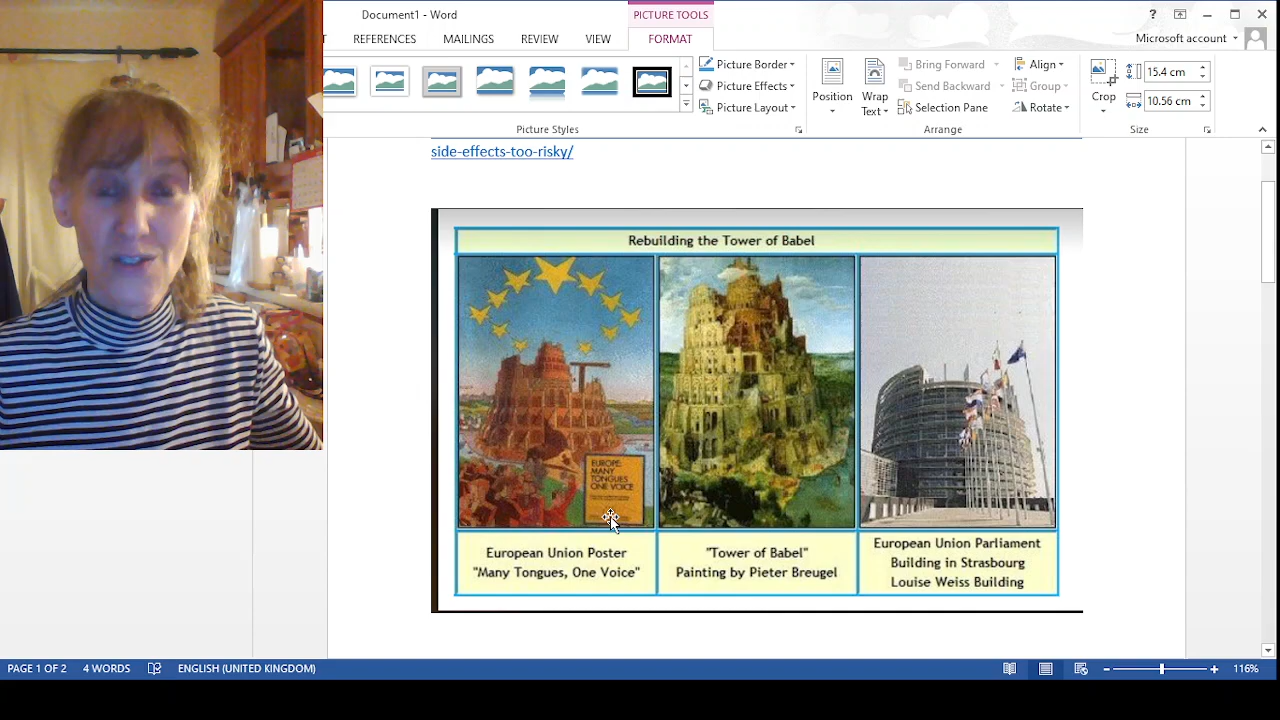 Document1 - Word
PICTURE TOOLS
?
REFERENCES
MAILINGS
REVIEW
VIEW
FORMAT
Microsoft account
Picture Border
Picture Effects
Picture Layout
Position
Wrap
Text
Bring Forward
Send Backward
Selection Pane
Align
Group
Rotate
Crop
15.4 cm
10.56 cm
Picture Styles
Arrange
Size
side-effects-too-risky/
Rebuilding the Tower of Babel
EUROPE:
MANY
TONGUES
ONE VOICE
European Union Poster
"Many Tongues, One Voice"
"Tower of Babel"
Painting by Pieter Breugel
European Union Parliament
Building in Strasbourg
Louise Weiss Building
PAGE 1 OF 2
4 WORDS
ENGLISH (UNITED KINGDOM)
116%